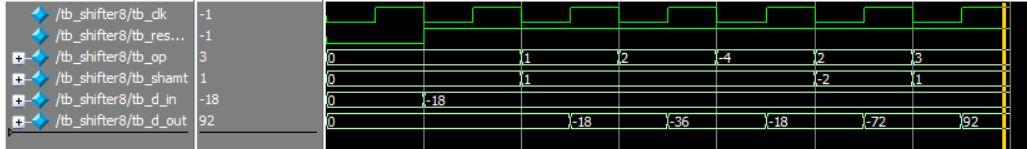 /tb_shifter8/tb_clk -1
/tb_shifter8/tb_res... -1
/tb_shifter8/tb_op 3 0 1 2 -4 2 3
/tb_shifter8/tb_shamt 1 0 1 -2 1
/tb_shifter8/tb_d_in -18 0 -18
/tb_shifter8/tb_d_out 92 0 -18 -36 -18 -72 92